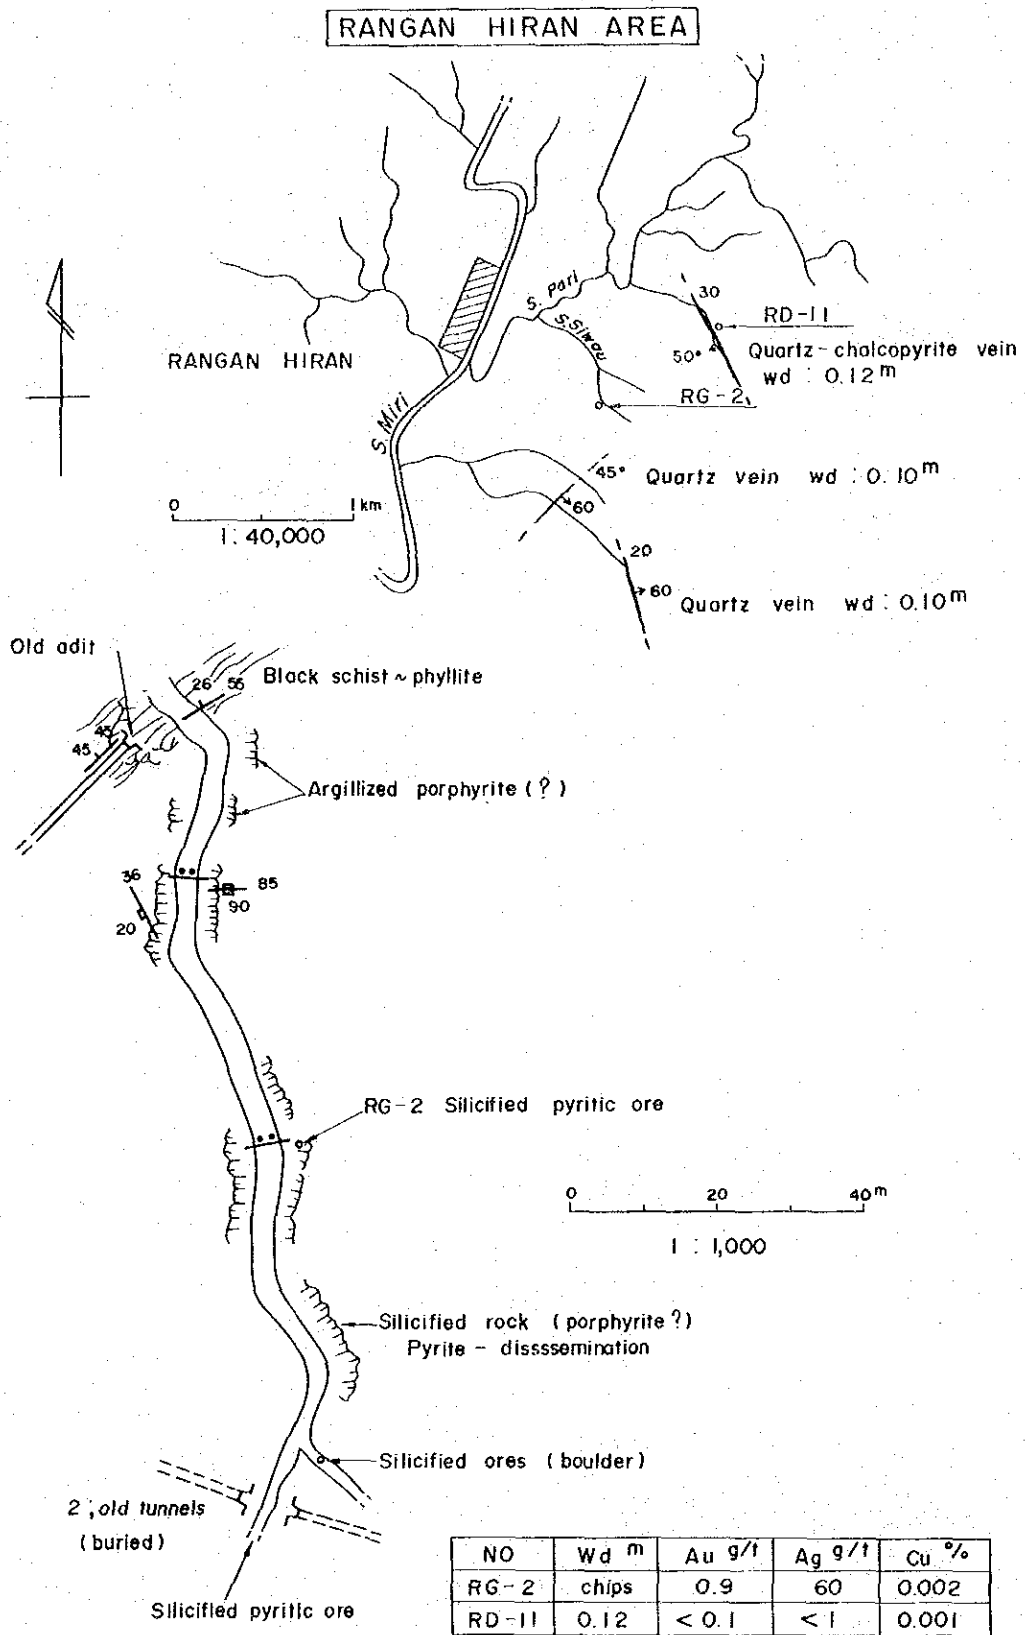 RANGAN HIRAN AREA
S. Pari
S. Siwau
30
RD-11
50°
Quartz-chalcopyrite vein
wd : 0.12 m
RANGAN HIRAN
RG-2
S. Miri
45°
Quartz vein wd : 0.10 m
60
0 1 km
1 : 40,000
20
60
Quartz vein wd : 0.10 m
Old adit
26 55
Black schist ~ phyllite
45
45
Argillized porphyrite (?)
36
85
90
20
RG-2 Silicified pyritic ore
0 20 40 m
1 : 1,000
Silicified rock (porphyrite ?)
Pyrite - disssemination
Silicified ores (boulder)
2 , old tunnels
(buried)
Silicified pyritic ore
NO Wd m Au g/t Ag g/t Cu %
RG-2 chips 0.9 60 0.002
RD-11 0.12 < 0.1 < 1 0.001